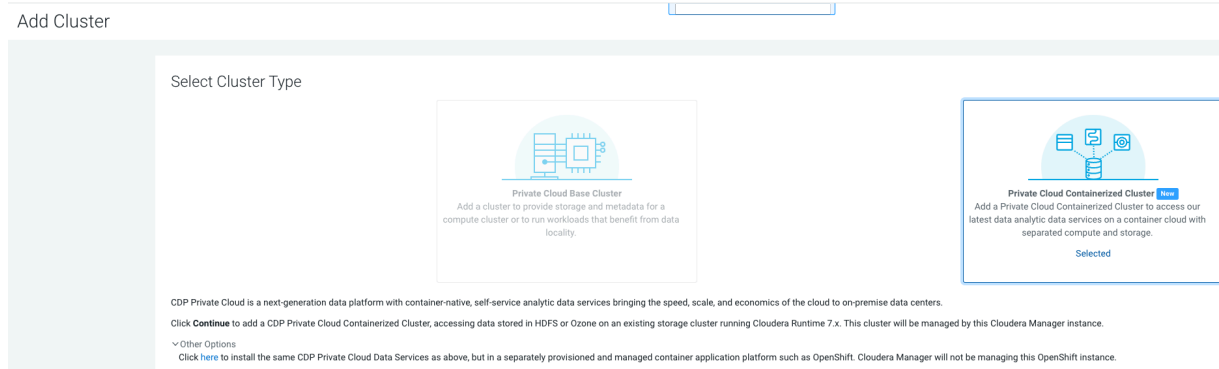 Add Cluster
Select Cluster Type
Private Cloud Base Cluster
Add a cluster to provide storage and metadata for a
compute cluster or to run workloads that benefit from data
locality.
Private Cloud Containerized Cluster New
Add a Private Cloud Containerized Cluster to access our
latest data analytic data services on a container cloud with
separated compute and storage.
Selected
CDP Private Cloud is a next-generation data platform with container-native, self-service analytic data services bringing the speed, scale, and economics of the cloud to on-premise data centers.
Click Continue to add a CDP Private Cloud Containerized Cluster, accessing data stored in HDFS or Ozone on an existing storage cluster running Cloudera Runtime 7.x. This cluster will be managed by this Cloudera Manager instance.
Other Options
Click here to install the same CDP Private Cloud Data Services as above, but in a separately provisioned and managed container application platform such as OpenShift. Cloudera Manager will not be managing this OpenShift instance.